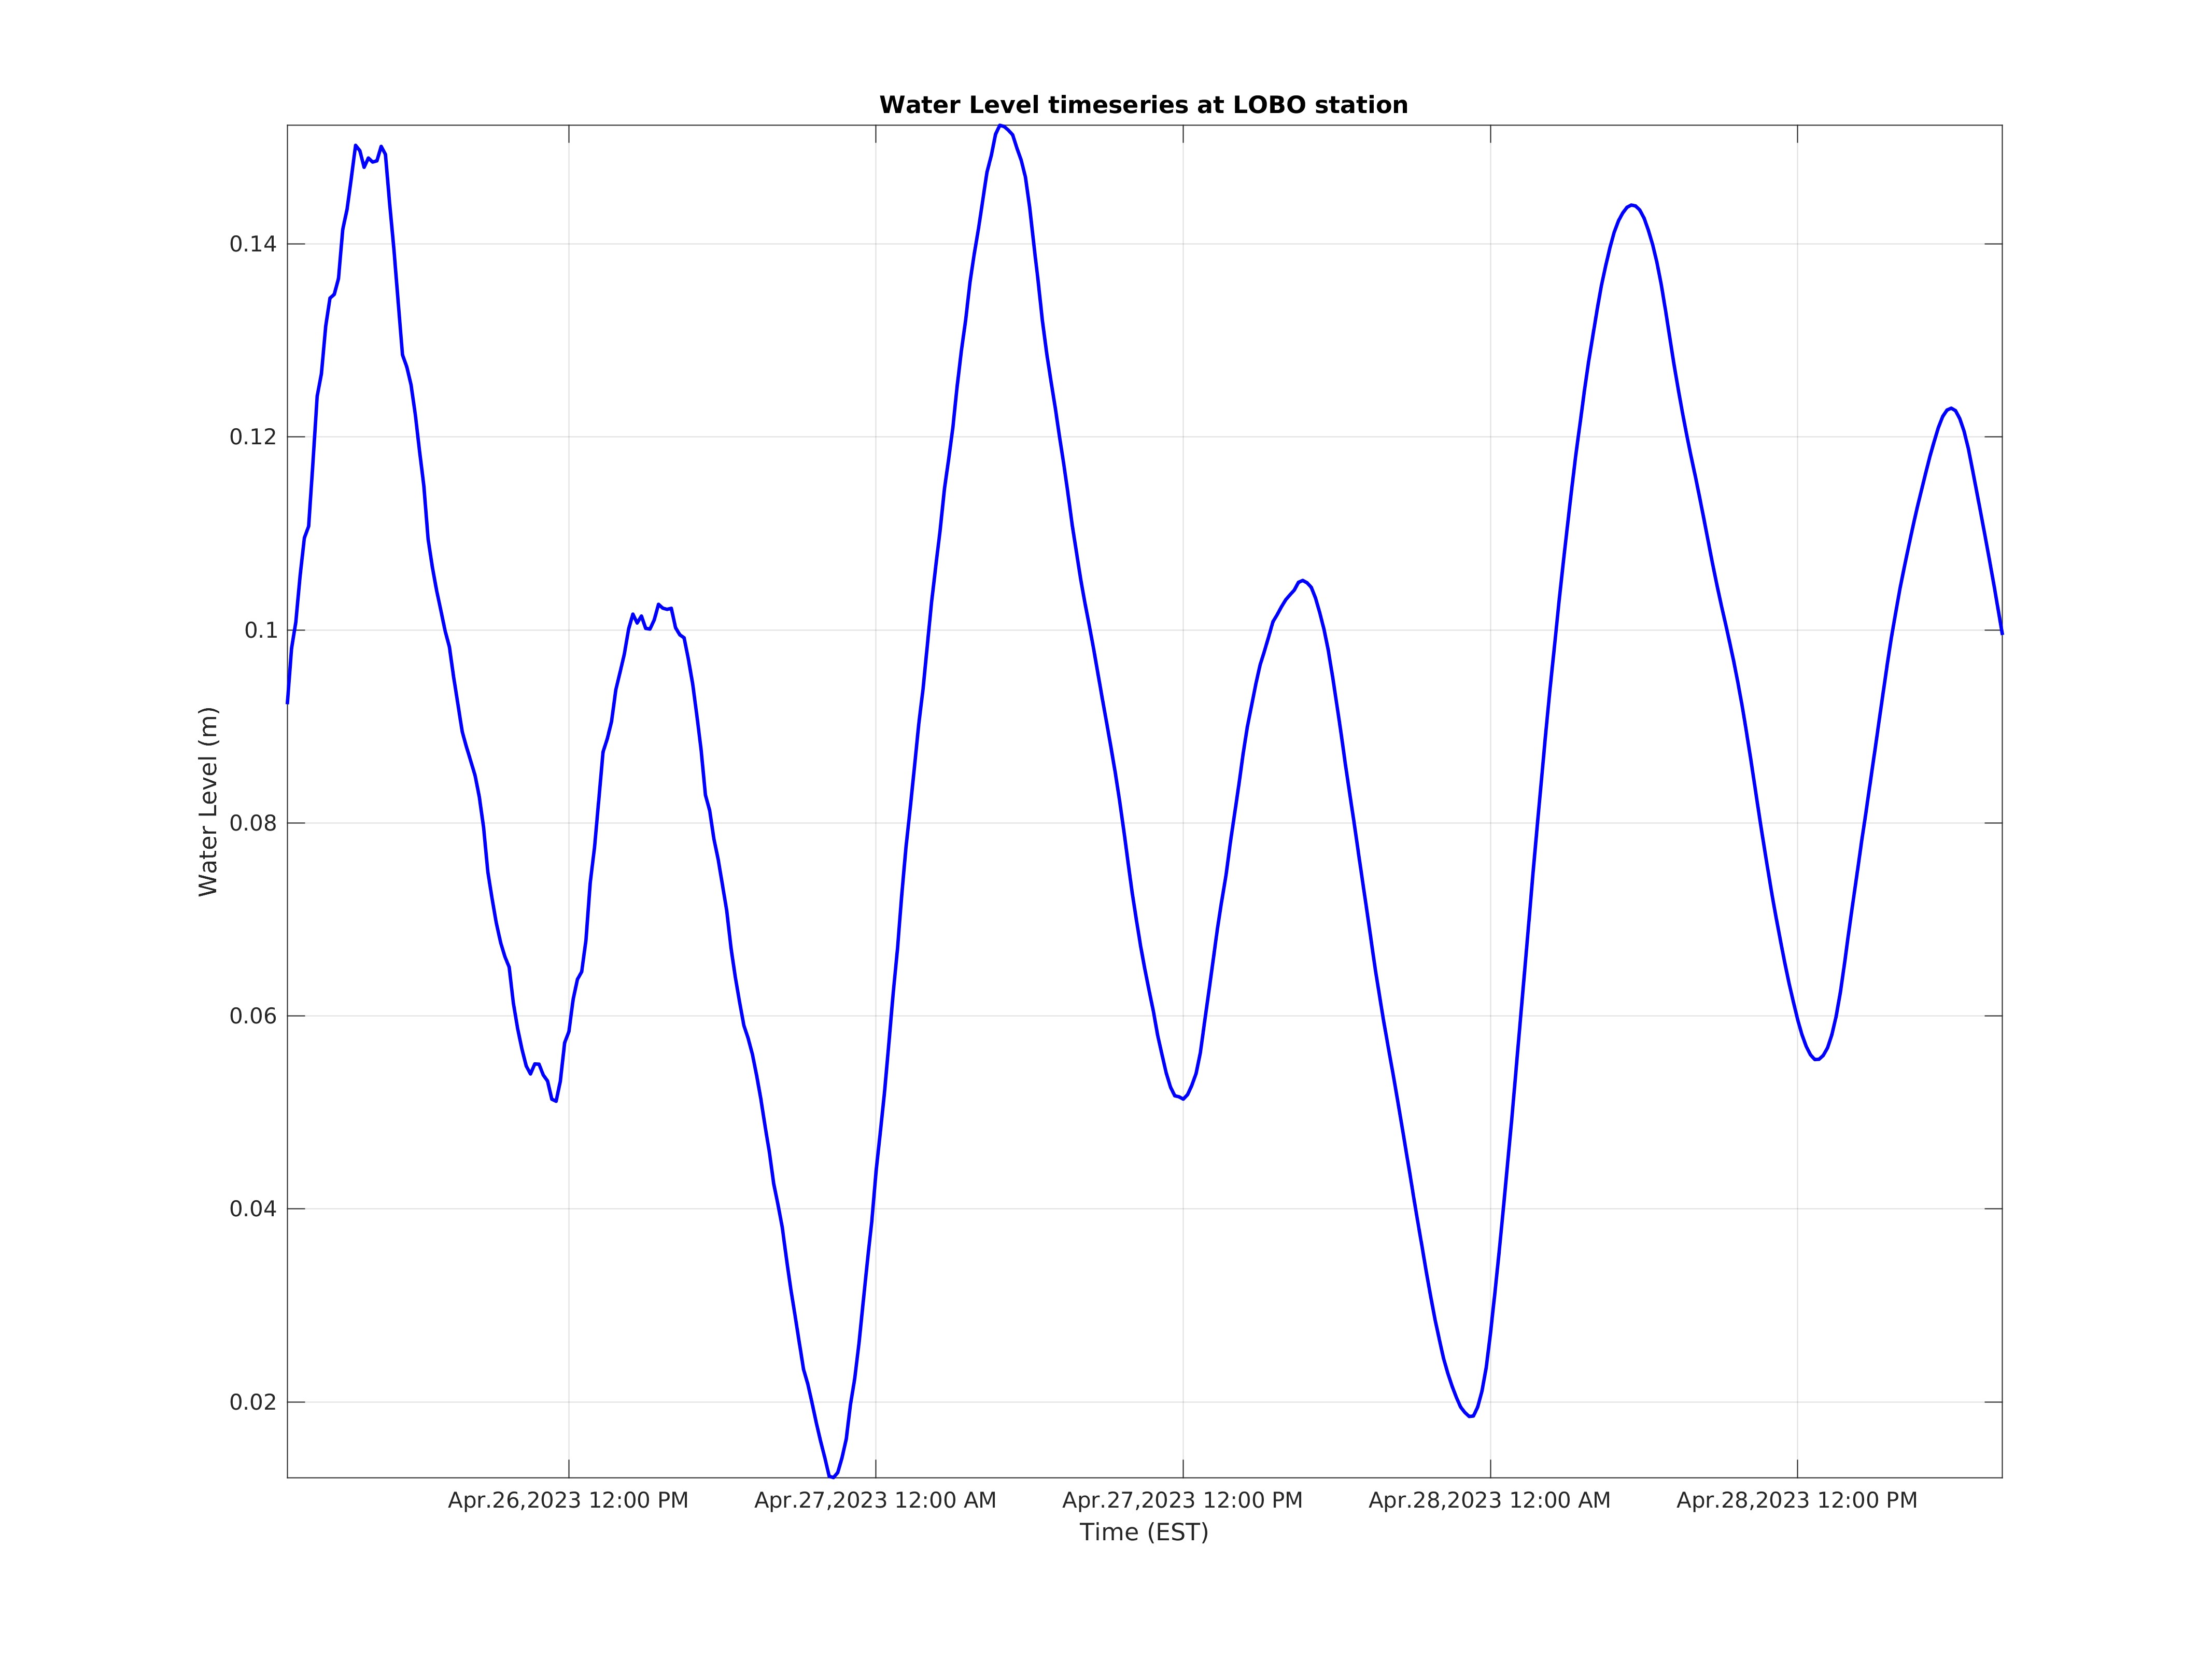 Water Level timeseries at LOBO station
0.14
0.12
0.1
0.08
0.06
0.04
0.02
Water Level (m)
Apr.26,2023 12:00 PM
Apr.27,2023 12:00 AM
Apr.27,2023 12:00 PM
Apr.28,2023 12:00 AM
Apr.28,2023 12:00 PM
Time (EST)